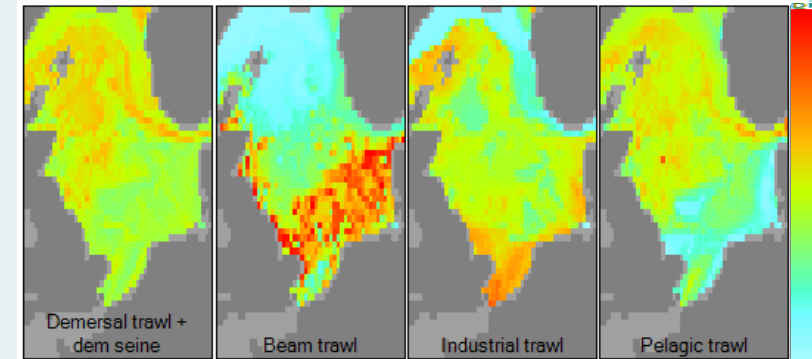 Demersal trawl +
dem seine
Beam trawl
Industrial trawl
Pelagic trawl